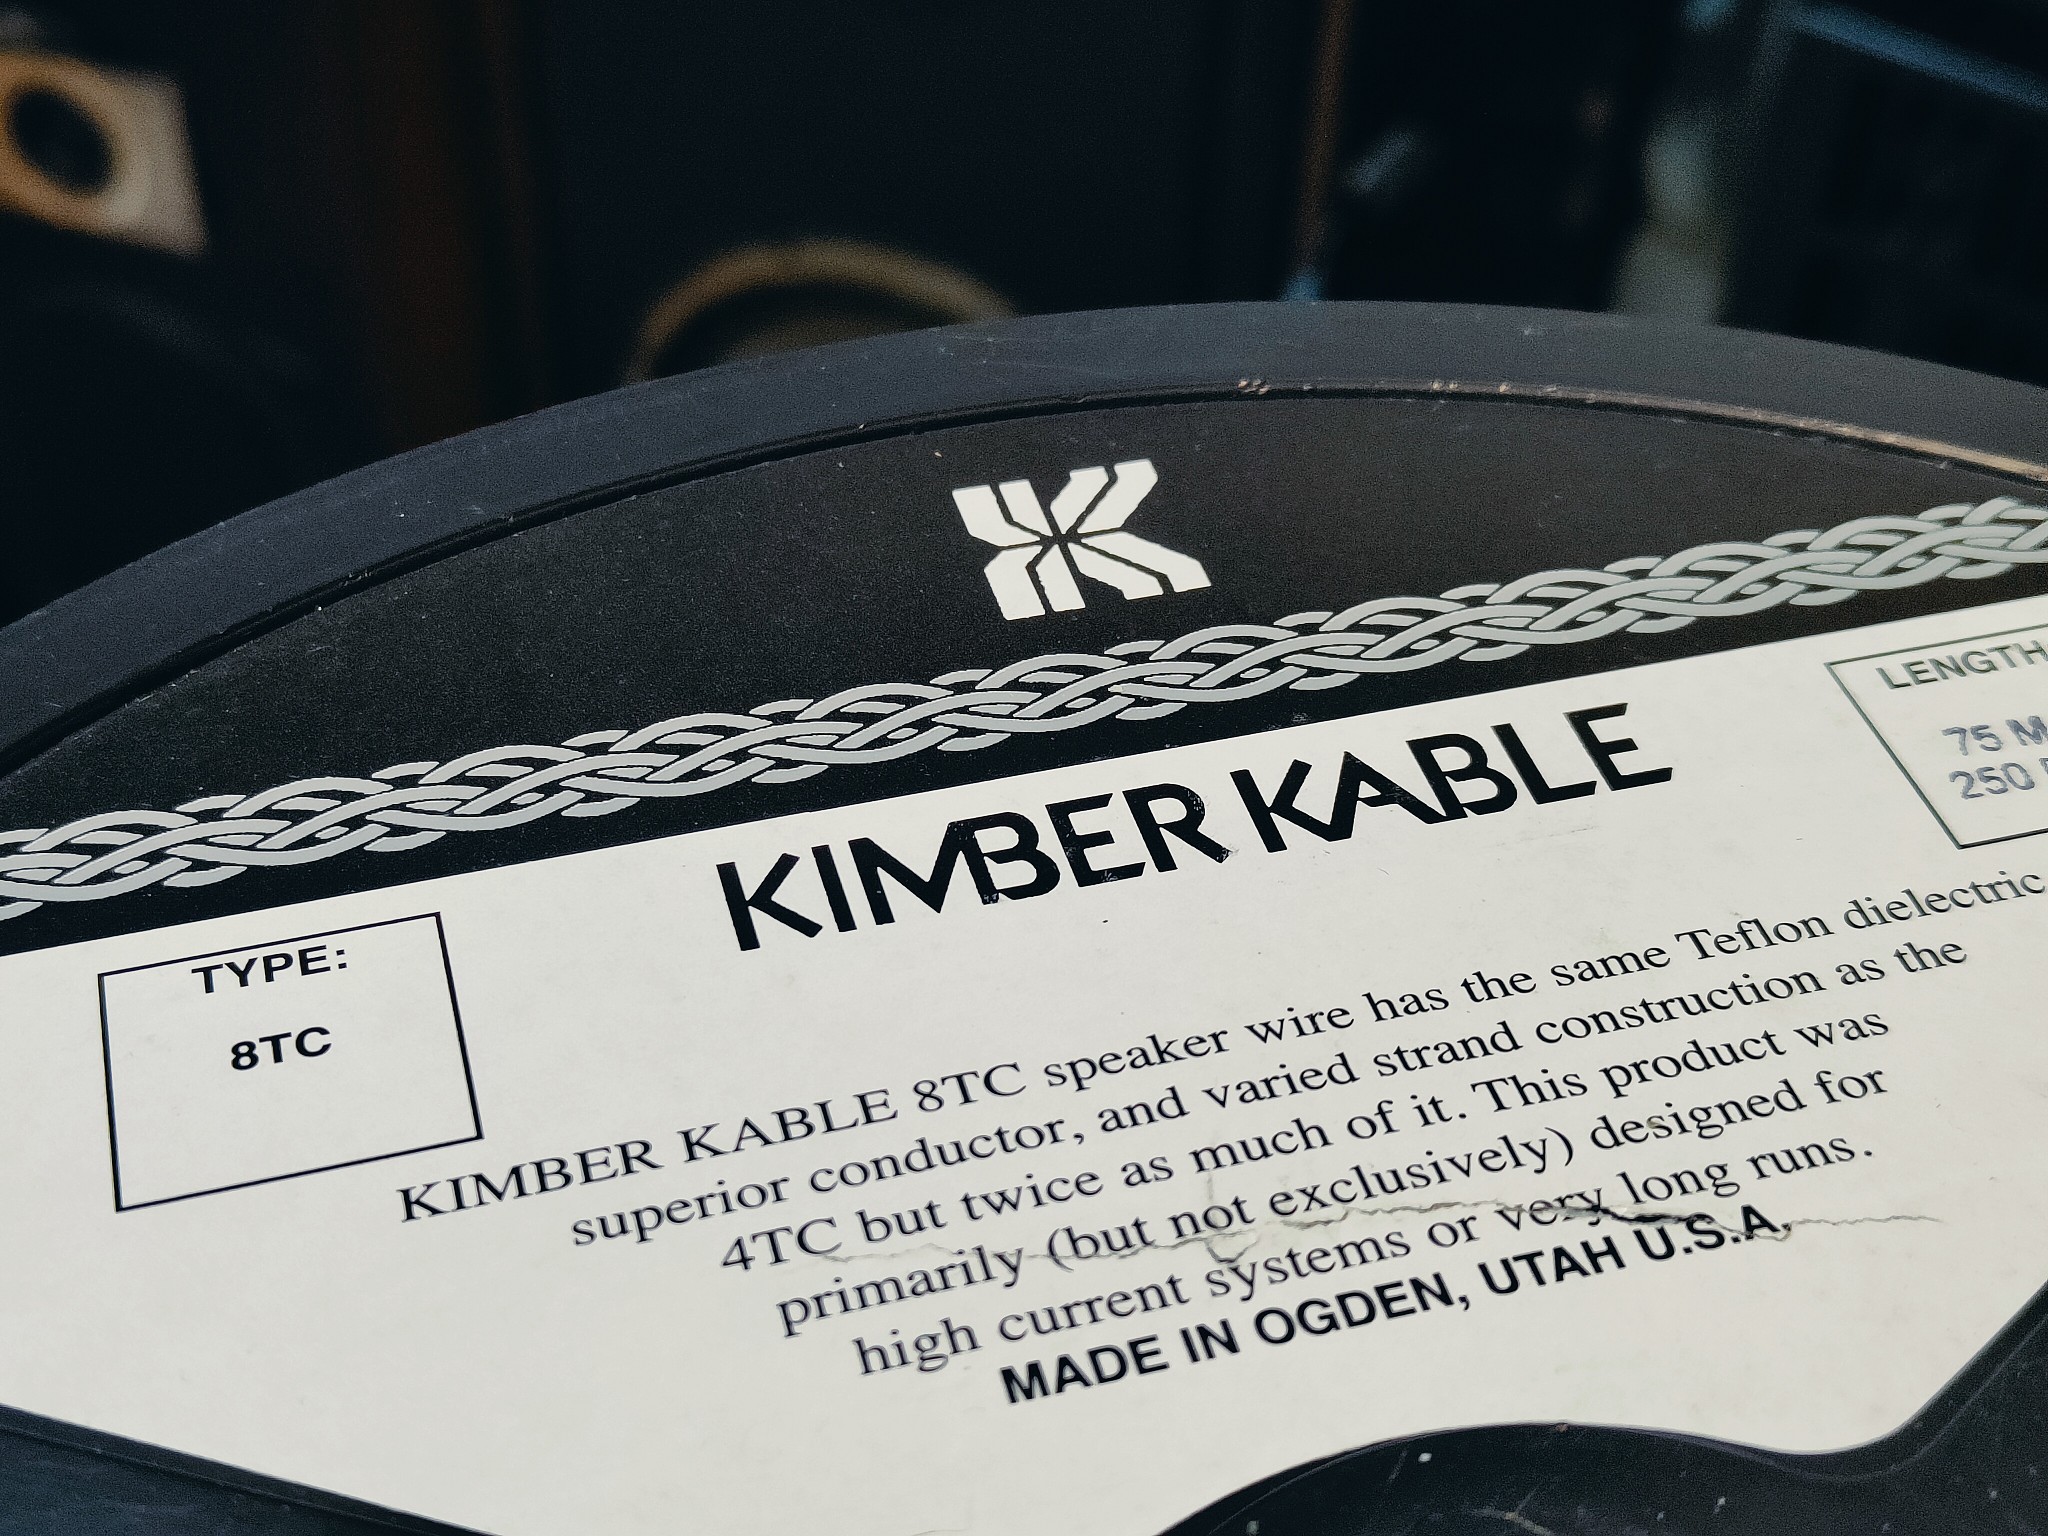 KIMBER KABLE
LENGTH
75 M
250
TYPE:
8TC
KIMBER KABLE 8TC speaker wire has the same Teflon dielectric
superior conductor, and varied strand construction as the
4TC but twice as much of it. This product was
primarily (but not exclusively) designed for
high current systems or very long runs.
MADE IN OGDEN, UTAH U.S.A.